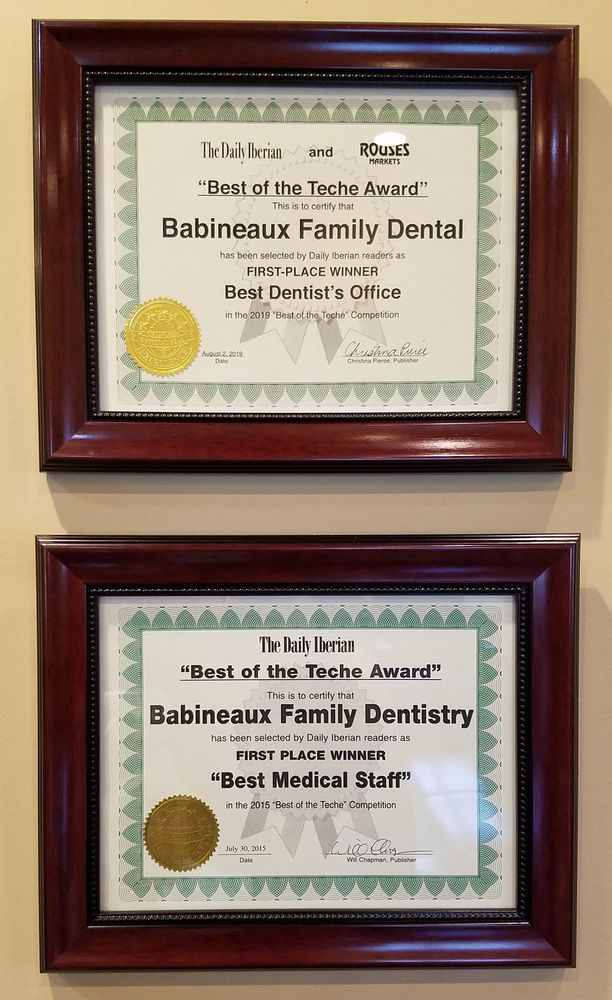 The Daily Iberian and ROUSES MARKETS
"Best of the Teche Award"
This is to certify that
Babineaux Family Dental
has been selected by Daily Iberian readers as
FIRST-PLACE WINNER
Best Dentist's Office
in the 2019 "Best of the Teche" Competition
August 2, 2019
Date
Christina Pierce
Christina Pierce, Publisher
OFFICIAL SEAL
The Daily Iberian
"Best of the Teche Award"
This is to certify that
Babineaux Family Dentistry
has been selected by Daily Iberian readers as
FIRST PLACE WINNER
"Best Medical Staff"
in the 2015 "Best of the Teche" Competition
July 30, 2015
Date
Will Chapman, Publisher